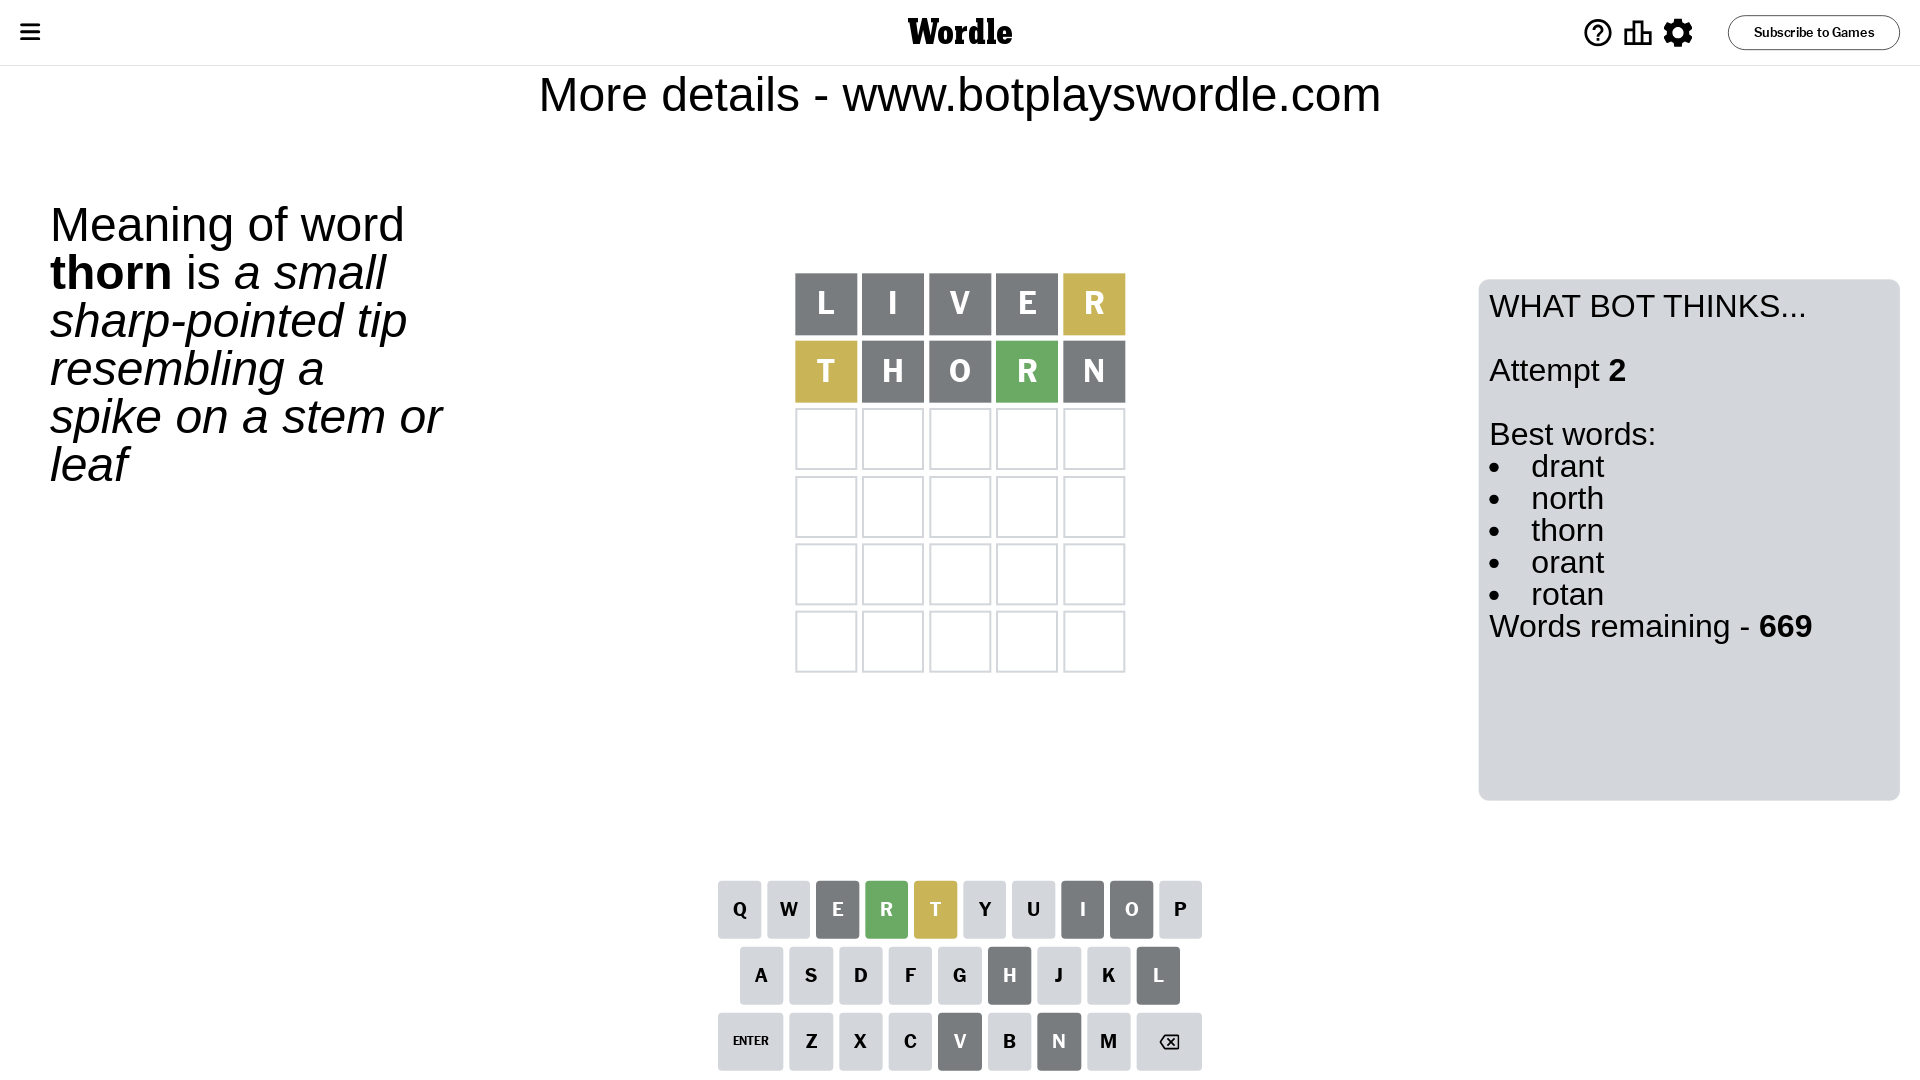 Wordle
Subscribe to Games
More details - www.botplayswordle.com
Meaning of word
thorn is a small
sharp-pointed tip
resembling a
spike on a stem or
leaf
L I V E R
T H O R N
WHAT BOT THINKS...
Attempt 2
Best words:
• drant
• north
• thorn
• orant
• rotan
Words remaining - 669
Q W E R T Y U I O P
A S D F G H J K L
ENTER Z X C V B N M